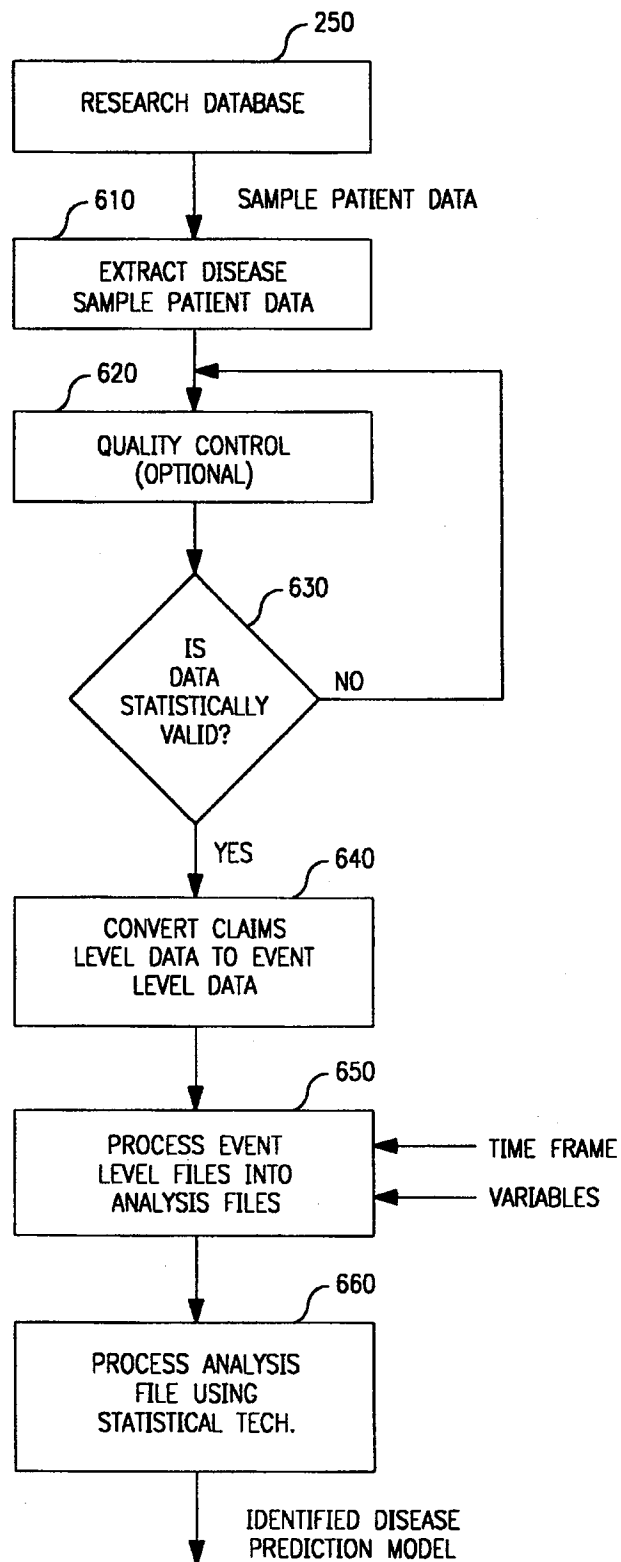 250
RESEARCH DATABASE
SAMPLE PATIENT DATA
610
EXTRACT DISEASE
SAMPLE PATIENT DATA
620
QUALITY CONTROL
(OPTIONAL)
630
IS
DATA
STATISTICALLY
VALID?
NO
YES
640
CONVERT CLAIMS
LEVEL DATA TO EVENT
LEVEL DATA
650
PROCESS EVENT
LEVEL FILES INTO
ANALYSIS FILES
TIME FRAME
VARIABLES
660
PROCESS ANALYSIS
FILE USING
STATISTICAL TECH.
IDENTIFIED DISEASE
PREDICTION MODEL